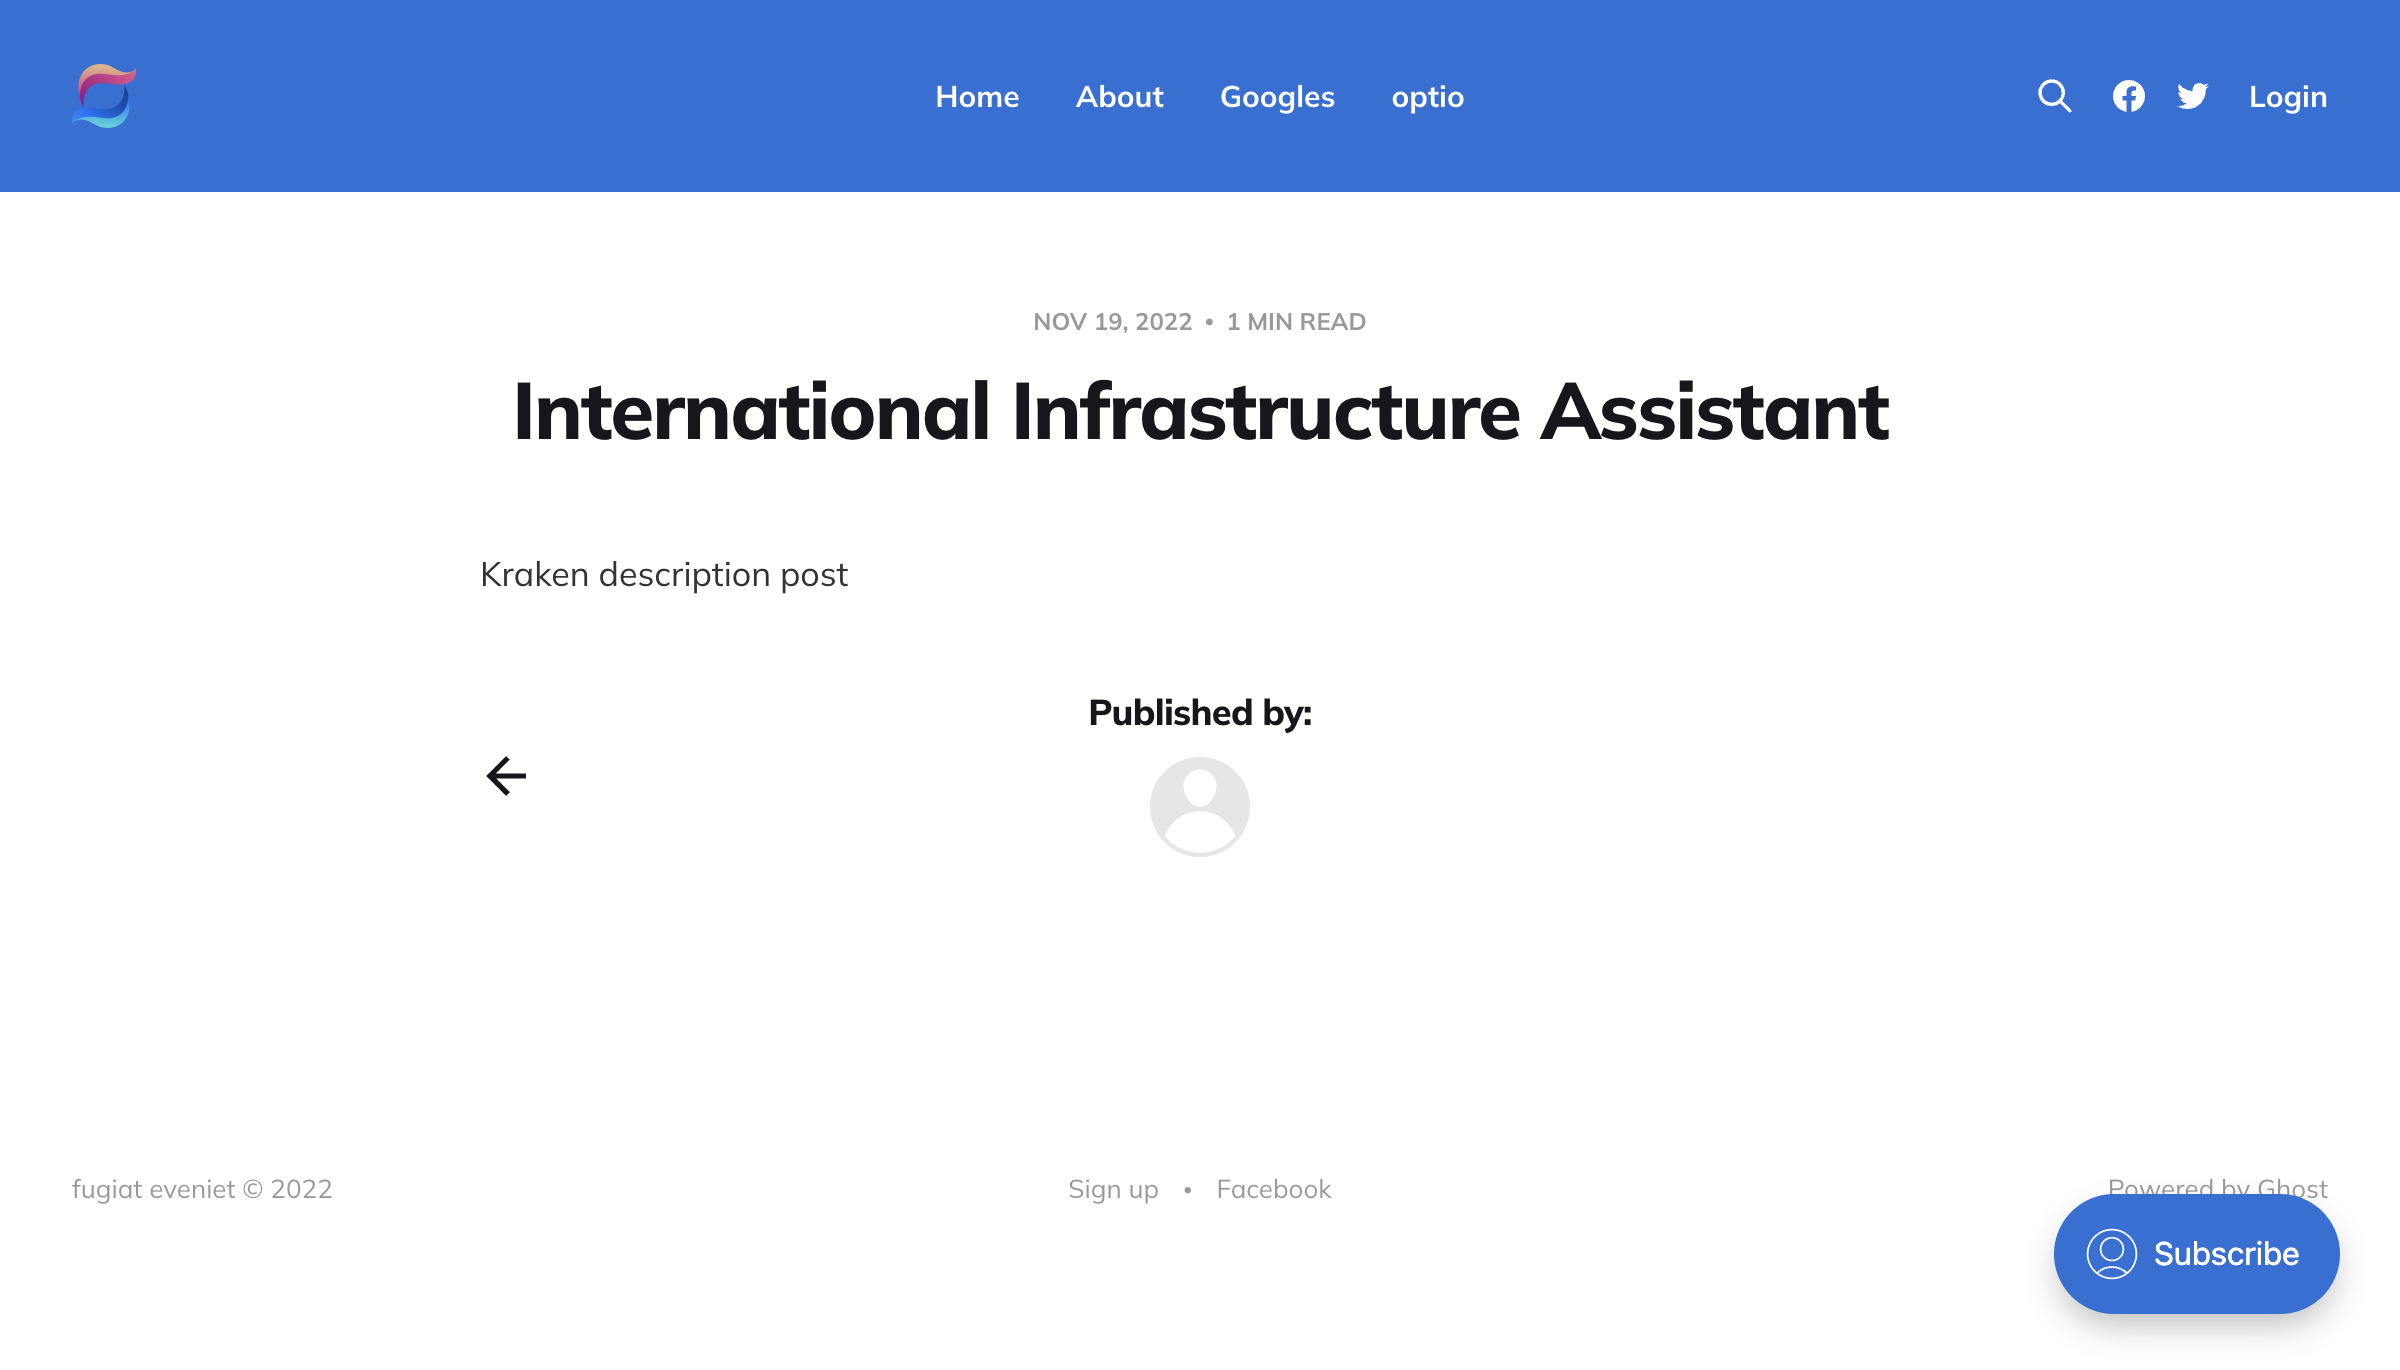 Home About Googles optio Login
NOV 19, 2022 • 1 MIN READ
International Infrastructure Assistant
Kraken description post
Published by:
fugiat eveniet © 2022 Sign up • Facebook Powered by Ghost
Subscribe